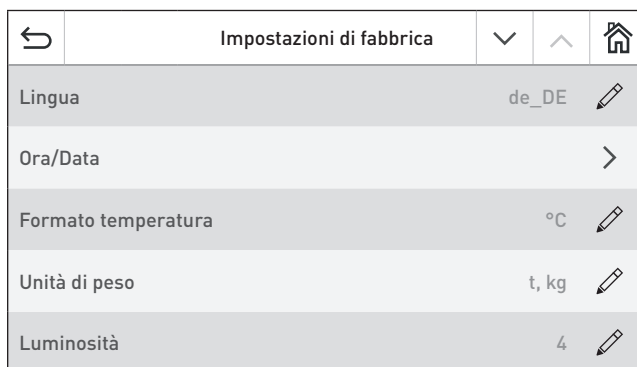 Impostazioni di fabbrica
Lingua de_DE
Ora/Data
Formato temperatura °C
Unità di peso t, kg
Luminosità 4